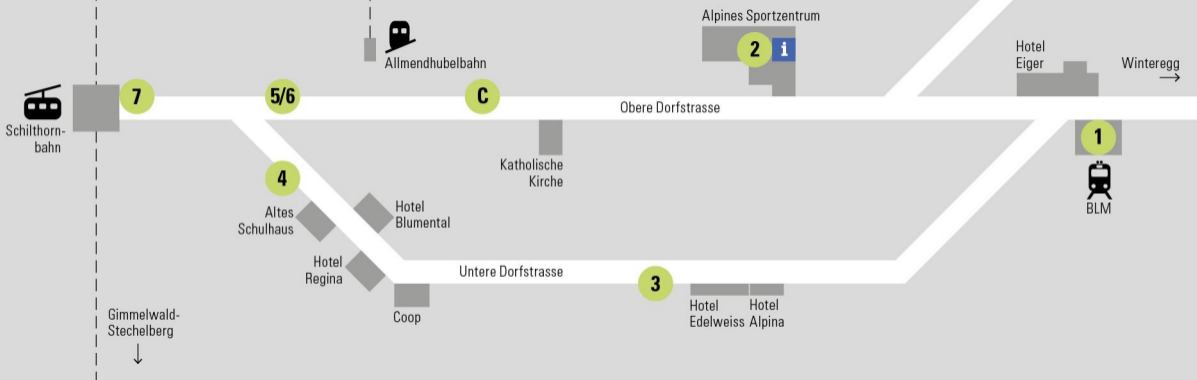 Alpines Sportzentrum
2 i
Allmendhubelbahn
Hotel
Eiger
Winteregg
→
7
5/6
C
Obere Dorfstrasse
Schilthorn-
bahn
1
BLM
Katholische
Kirche
4
Altes
Schulhaus
Hotel
Blumental
Hotel
Regina
Untere Dorfstrasse
3
Coop
Hotel
Edelweiss
Hotel
Alpina
Gimmelwald-
Stechelberg
↓